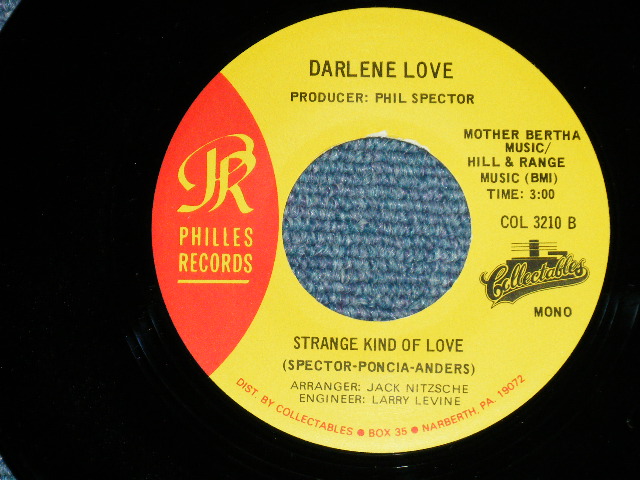 DARLENE LOVE
PRODUCER: PHIL SPECTOR
MOTHER BERTHA
MUSIC/
HILL & RANGE
MUSIC (BMI)
TIME: 3:00
COL 3210 B
Collectables
MONO
PR
PHILLES
RECORDS
STRANGE KIND OF LOVE
(SPECTOR-PONCIA-ANDERS)
ARRANGER: JACK NITZSCHE
ENGINEER: LARRY LEVINE
DIST. BY COLLECTABLES ● BOX 35 ● NARBERTH, PA. 19072